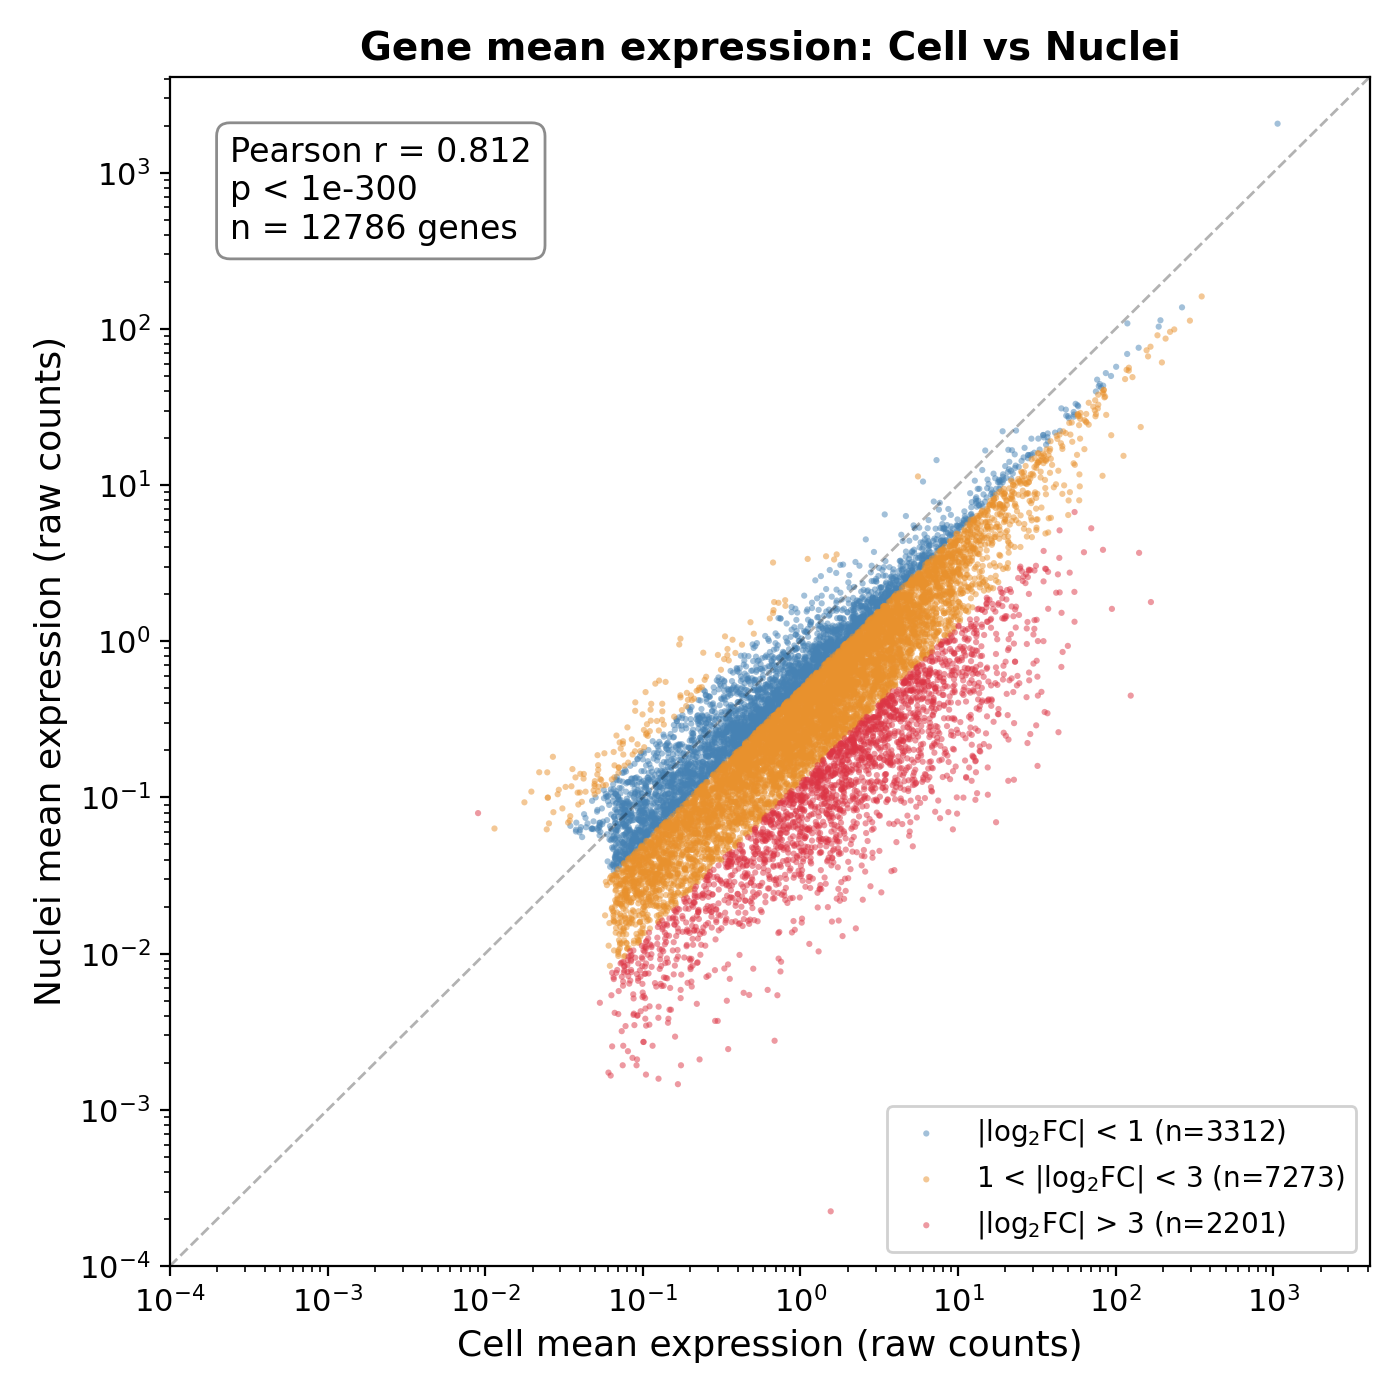 Gene mean expression: Cell vs Nuclei
Pearson r = 0.812
p < 1e-300
n = 12786 genes
Nuclei mean expression (raw counts)
10³
10²
10¹
10⁰
10⁻¹
10⁻²
10⁻³
10⁻⁴
|log₂FC| < 1 (n=3312)
1 < |log₂FC| < 3 (n=7273)
|log₂FC| > 3 (n=2201)
10⁻⁴ 10⁻³ 10⁻² 10⁻¹ 10⁰ 10¹ 10² 10³
Cell mean expression (raw counts)